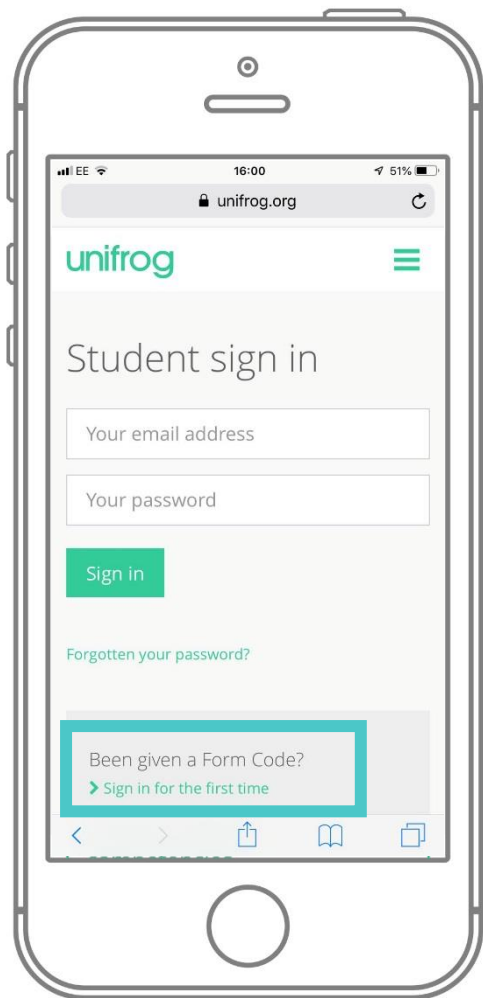 EE 16:00 51%
unifrog.org
unifrog
Student sign in
Your email address
Your password
Sign in
Forgotten your password?
Been given a Form Code?
Sign in for the first time